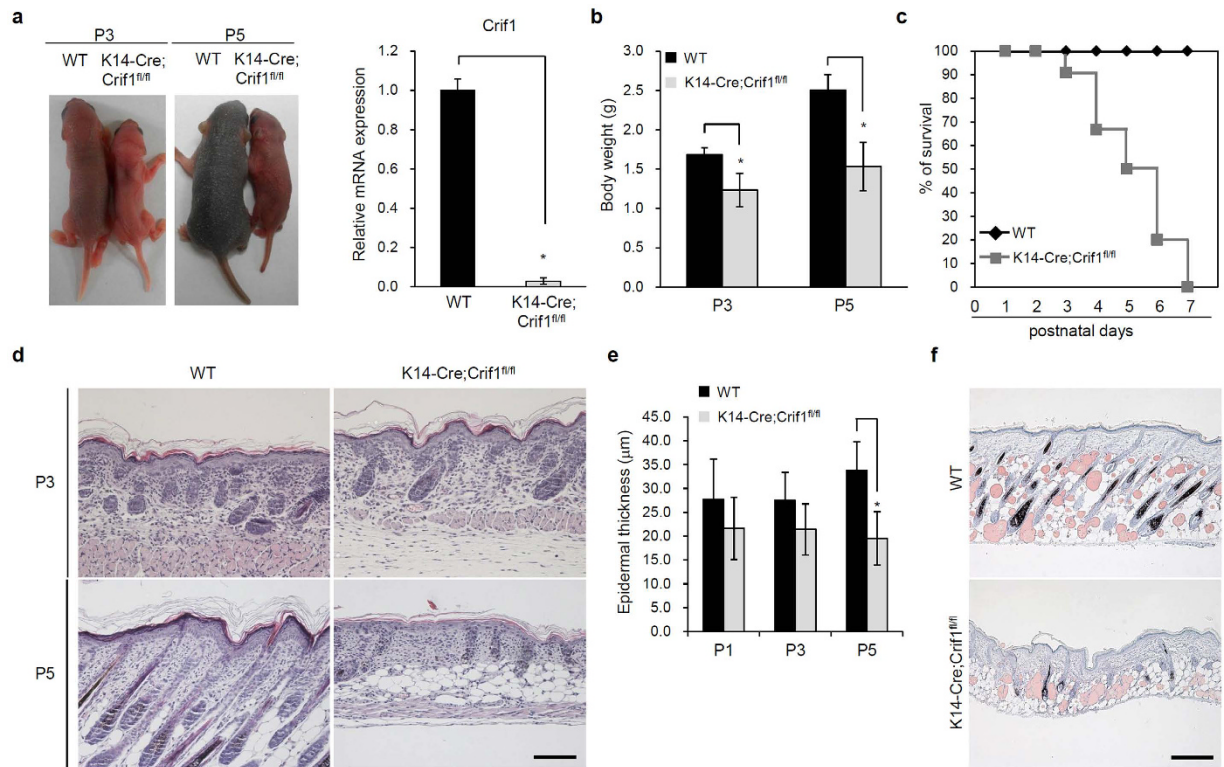 a
P3
P5
WT K14-Cre;
Crif1fl/fl
WT K14-Cre;
Crif1fl/fl
Crif1
Relative mRNA expression
1.2
1.0
0.8
0.6
0.4
0.2
0.0
*
WT
K14-Cre;
Crif1fl/fl
b
WT
K14-Cre;Crif1fl/fl
Body weight (g)
3.0
2.5
2.0
1.5
1.0
0.5
0.0
*
*
P3
P5
c
% of survival
100
90
80
70
60
50
40
30
20
10
0
WT
K14-Cre;Crif1fl/fl
0 1 2 3 4 5 6 7
postnatal days
d
WT
K14-Cre;Crif1fl/fl
P3
P5
e
WT
K14-Cre;Crif1fl/fl
Epidermal thickness (μm)
45.0
40.0
35.0
30.0
25.0
20.0
15.0
10.0
5.0
0.0
*
P1
P3
P5
f
WT
K14-Cre;Crif1fl/fl